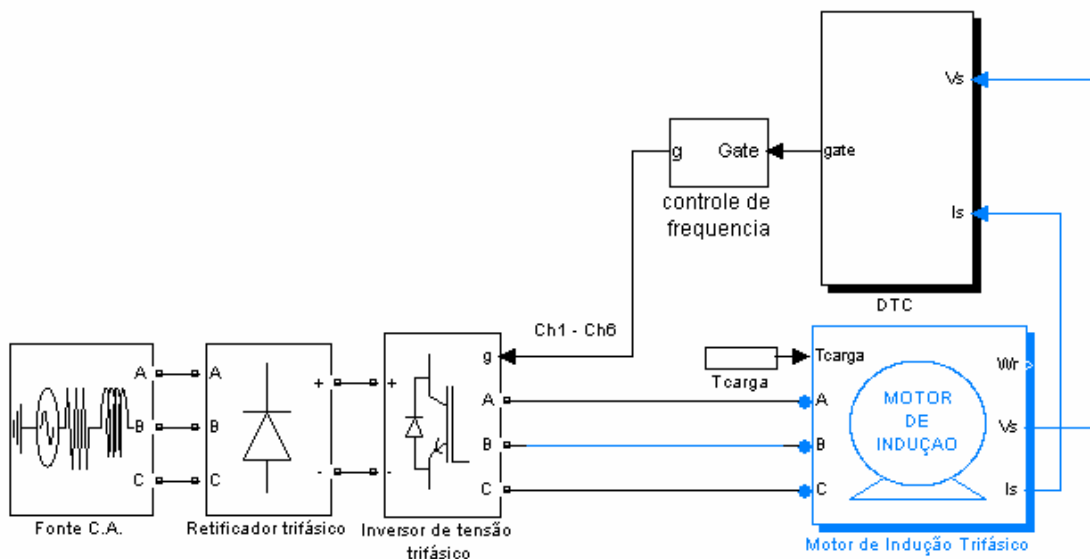 Vs
gate
Is
DTC
g
Gate
controle de
frequencia
Ch1 - Ch6
A
B
C
Fonte C.A.
A
B
C
+
-
Retificador trifásico
+
-
g
A
B
C
Inversor de tensão
trifásico
Tcarga
Tcarga
A
B
C
MOTOR
DE
INDUÇAO
Wr
Vs
Is
Motor de Indução Trifásico